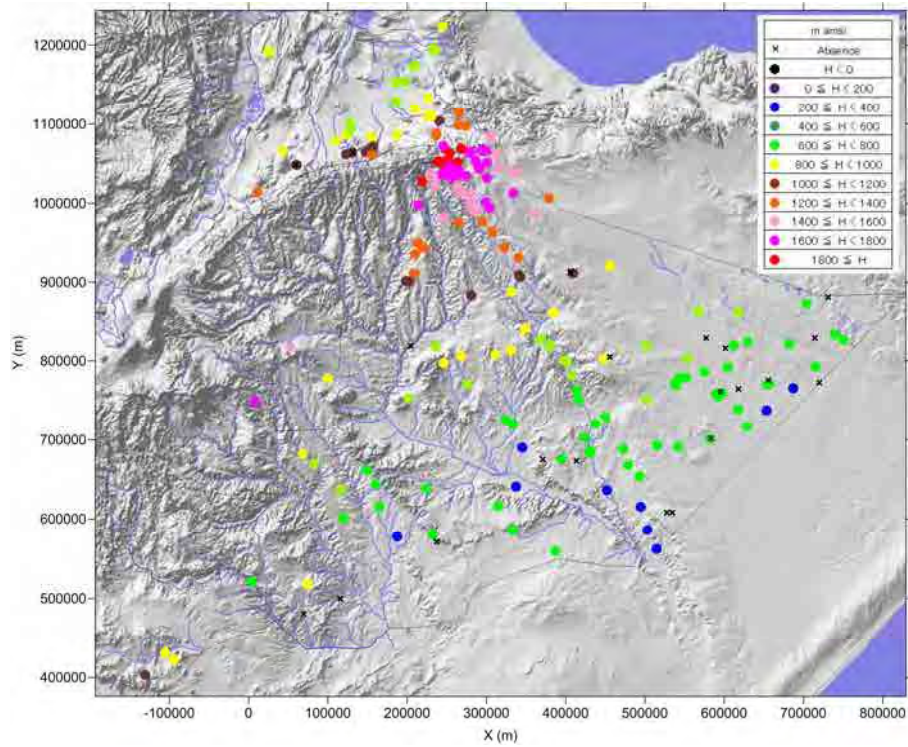 m amsl
Absence
H < 0
0 ≦ H < 200
200 ≦ H < 400
400 ≦ H < 600
600 ≦ H < 800
800 ≦ H < 1000
1000 ≦ H < 1200
1200 ≦ H < 1400
1400 ≦ H < 1600
1600 ≦ H < 1800
1800 ≦ H
1200000
1100000
1000000
900000
800000
700000
600000
500000
400000
Y (m)
-100000 0 100000 200000 300000 400000 500000 600000 700000 800000
X (m)